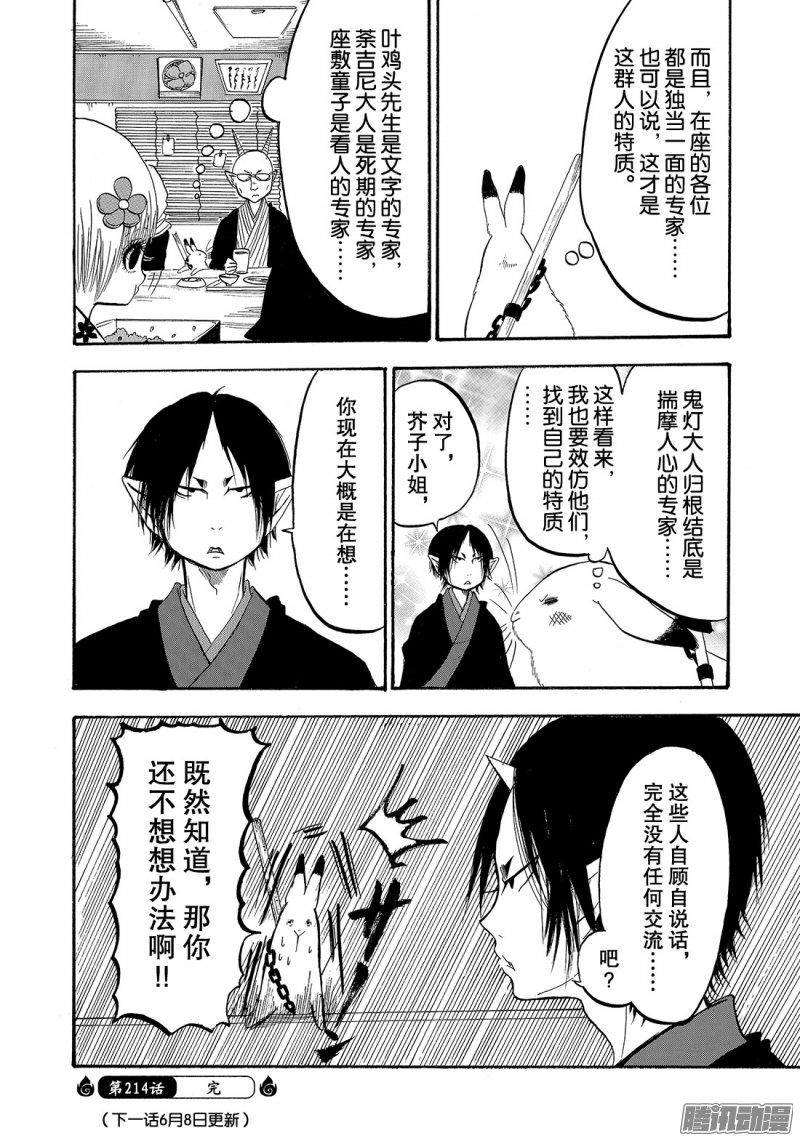 而且，在座的各位
都是独当一面的专家……
也可以说，这才是
这群人的特质。
叶鸡头先生是文字的专家，
荼吉尼大人是死期的专家，
座敷童子是看人的专家……
鬼灯大人归根结底是
揣摩人心的专家……
这样看来，
我也要效仿他们，
找到自己的特质
……
对了，
芥子小姐，
你现在大概是在想……
这些人自顾自说话，
完全没有任何交流……
吧？
既然知道，那你
还不想想办法啊!!
第214话 完
（下一话6月8日更新）
腾讯动漫